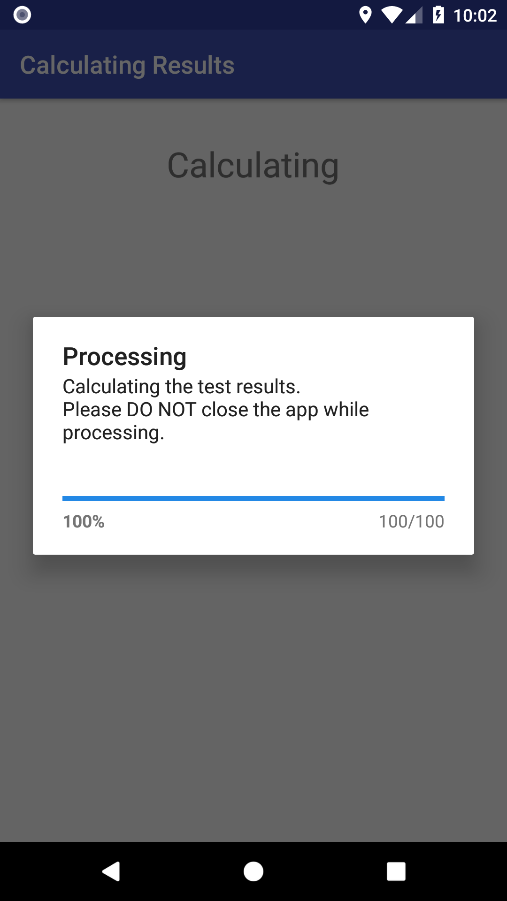 10:02
Calculating Results
Calculating
Processing
Calculating the test results.
Please DO NOT close the app while
processing.
100%
100/100